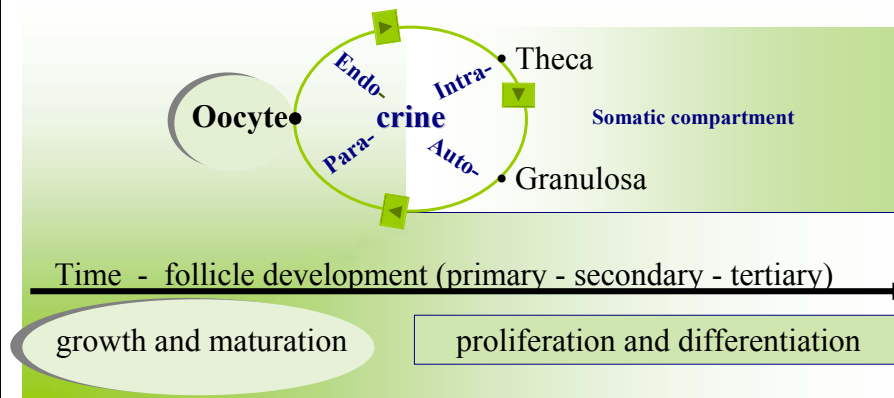 Theca
Endo-
Intra-
Oocyte
crine
Somatic compartment
Para-
Auto-
Granulosa
Time - follicle development (primary - secondary - tertiary)
growth and maturation
proliferation and differentiation